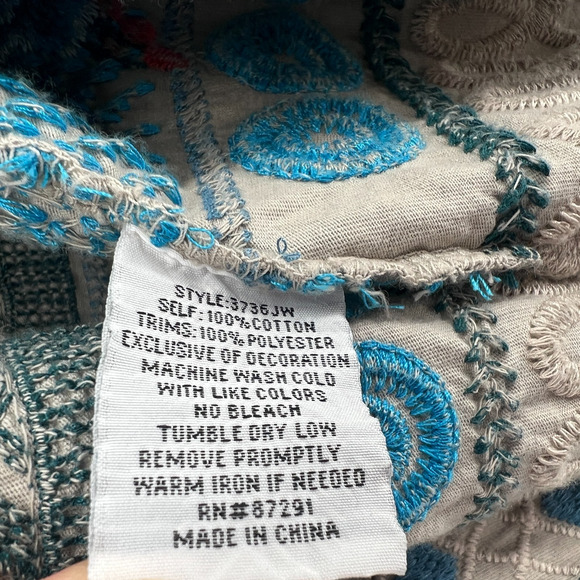 STYLE:3736JW
SELF:100%COTTON
TRIMS:100%POLYESTER
EXCLUSIVE OF DECORATION
MACHINE WASH COLD
WITH LIKE COLORS
NO BLEACH
TUMBLE DRY LOW
REMOVE PROMPTLY
WARM IRON IF NEEDED
RN#87291
MADE IN CHINA